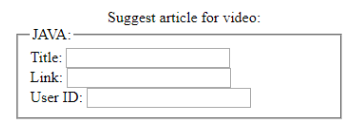 Suggest article for video:
JAVA:
Title:
Link:
User ID: